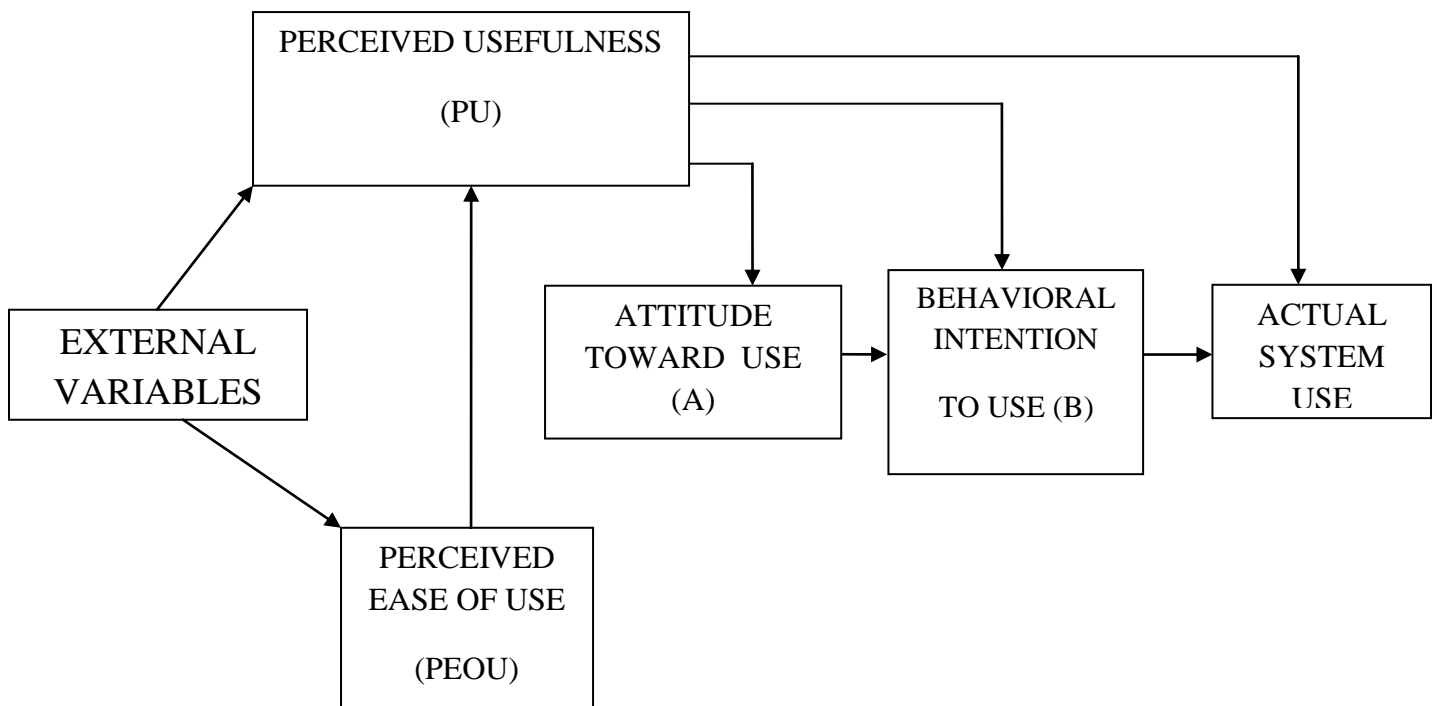 PERCEIVED USEFULNESS
(PU)
EXTERNAL
VARIABLES
ATTITUDE
TOWARD USE
(A)
BEHAVIORAL
INTENTION
TO USE (B)
ACTUAL
SYSTEM
USE
PERCEIVED
EASE OF USE
(PEOU)